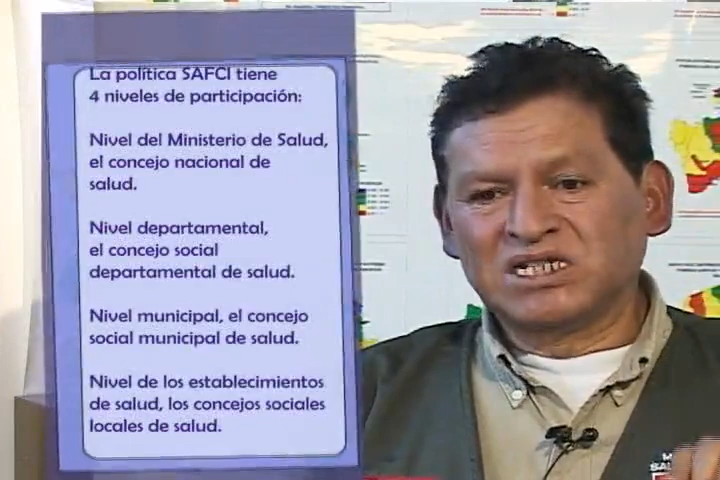 La política SAFCI tiene
4 niveles de participación:
Nivel del Ministerio de Salud,
el concejo nacional de
salud.
Nivel departamental,
el concejo social
departamental de salud.
Nivel municipal, el concejo
social municipal de salud.
Nivel de los establecimientos
de salud, los concejos sociales
locales de salud.